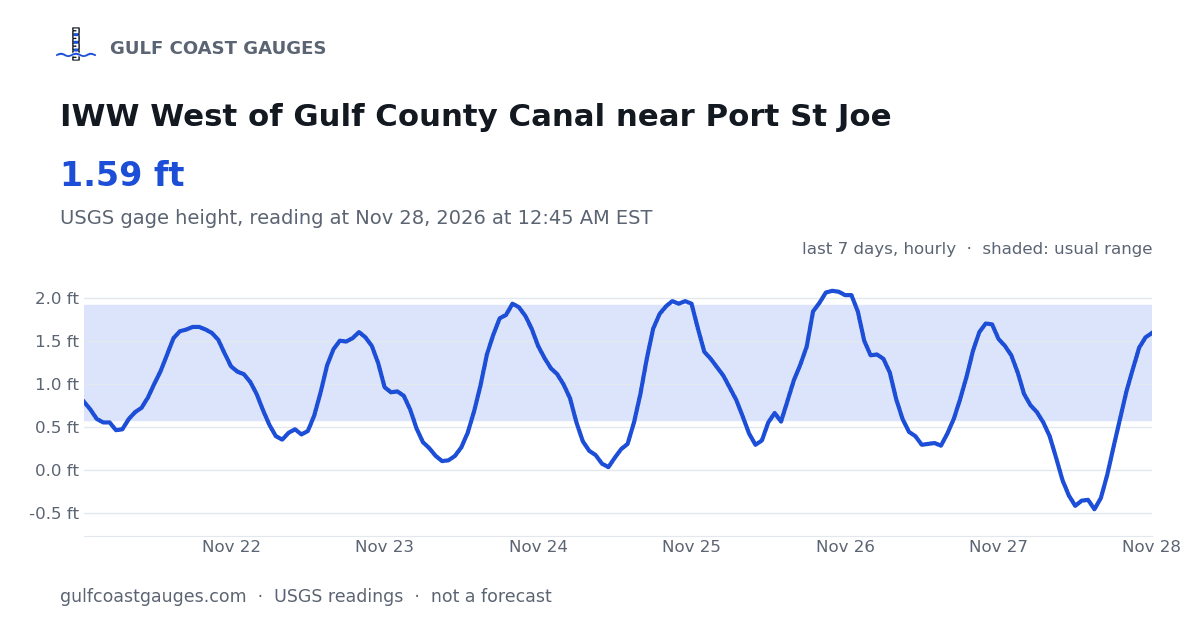 GULF COAST GAUGES
IWW West of Gulf County Canal near Port St Joe
1.59 ft
USGS gage height, reading at Nov 28, 2026 at 12:45 AM EST
last 7 days, hourly · shaded: usual range
2.0 ft
1.5 ft
1.0 ft
0.5 ft
0.0 ft
-0.5 ft
Nov 22 Nov 23 Nov 24 Nov 25 Nov 26 Nov 27 Nov 28
gulfcoastgauges.com · USGS readings · not a forecast